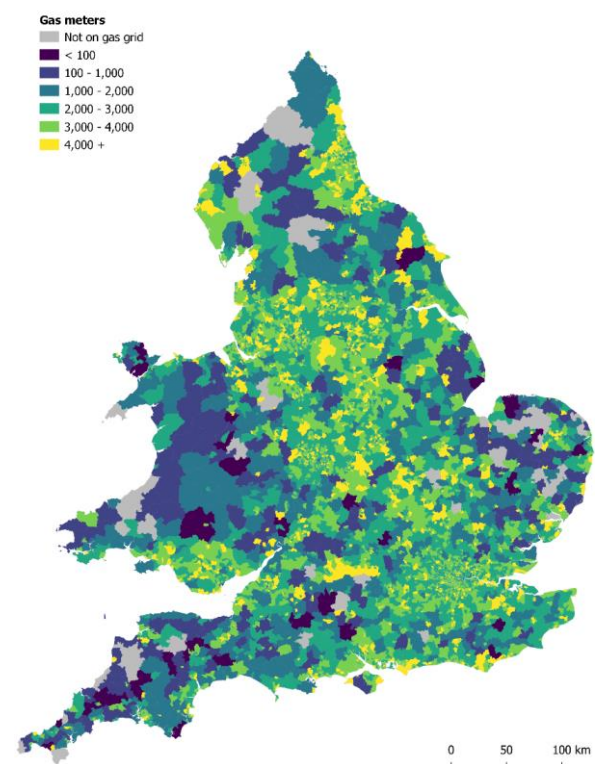 Gas meters
Not on gas grid
< 100
100 - 1,000
1,000 - 2,000
2,000 - 3,000
3,000 - 4,000
4,000 +
0 50 100 km